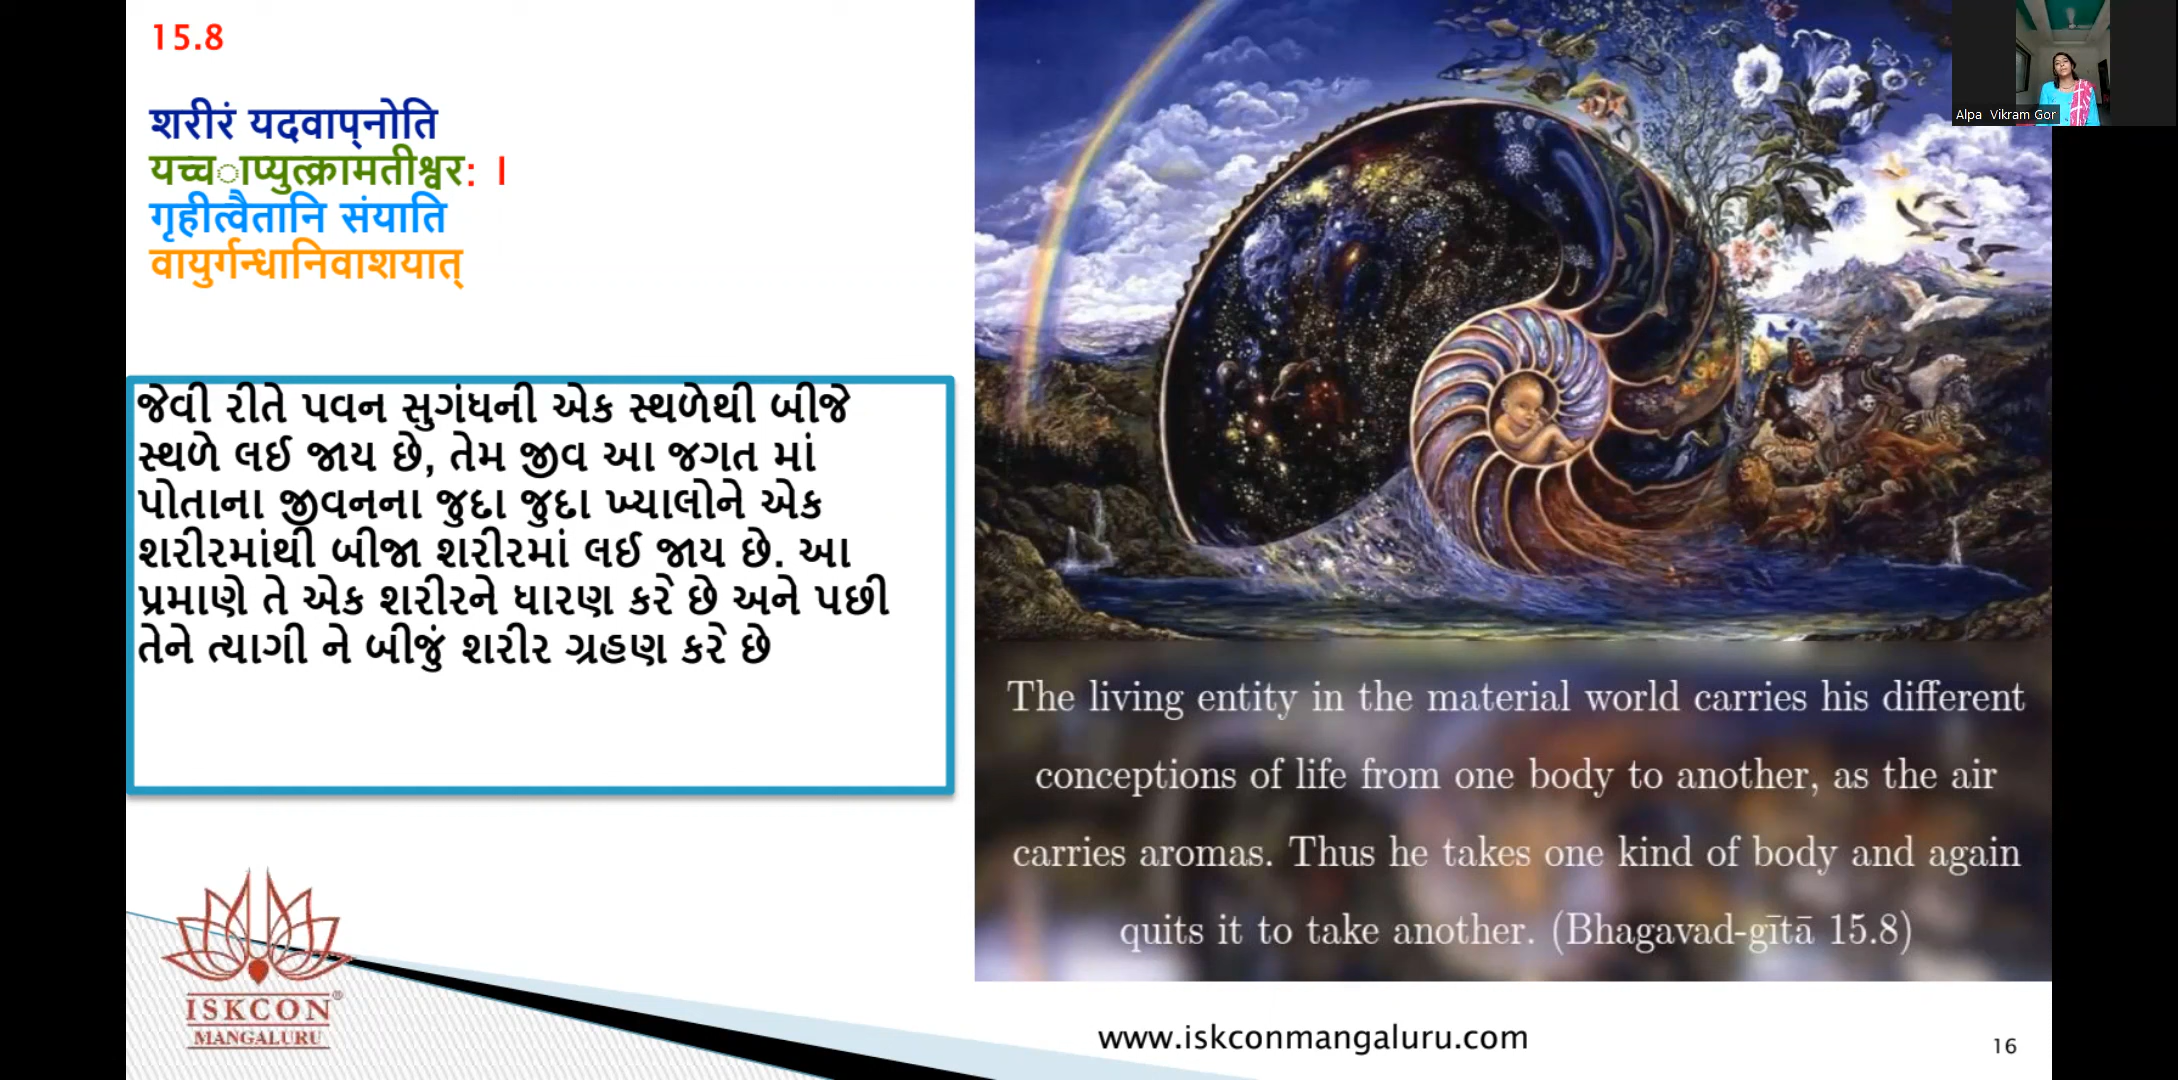 15.8
शरीरं यदवाप्‌नोति
यच्च‌ाप्युत्क्रामतीश्वर: ।
गृहीत्वैतानि संयाति
वायुर्गन्धानिवाशयात्
જેવી રીતે પવન સુગંધની એક સ્થળેથી બીજે
સ્થળે લઈ જાય છે, તેમ જીવ આ જગત માં
પોતાના જીવનના જુદા જુદા ખ્યાલોને એક
શરીરમાંથી બીજા શરીરમાં લઈ જાય છે. આ
પ્રમાણે તે એક શરીરને ધારણ કરે છે અને પછી
તેને ત્યાગી ને બીજું શરીર ગ્રહણ કરે છે
Alpa Vikram Gor
The living entity in the material world carries his different
conceptions of life from one body to another, as the air
carries aromas. Thus he takes one kind of body and again
quits it to take another. (Bhagavad-gītā 15.8)
ISKCON®
MANGALURU
www.iskconmangaluru.com
16